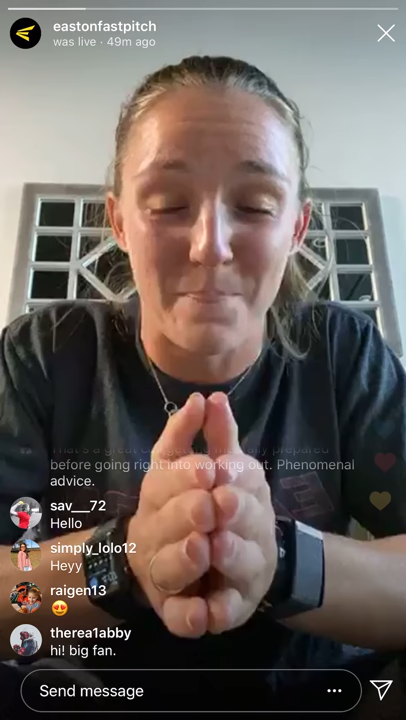 eastonfastpitch
was live · 49m ago
before going right into working out. Phenomenal
advice.
sav___72
Hello
simply_lolo12
Heyy
raigen13
😍
therea1abby
hi! big fan.
Send message